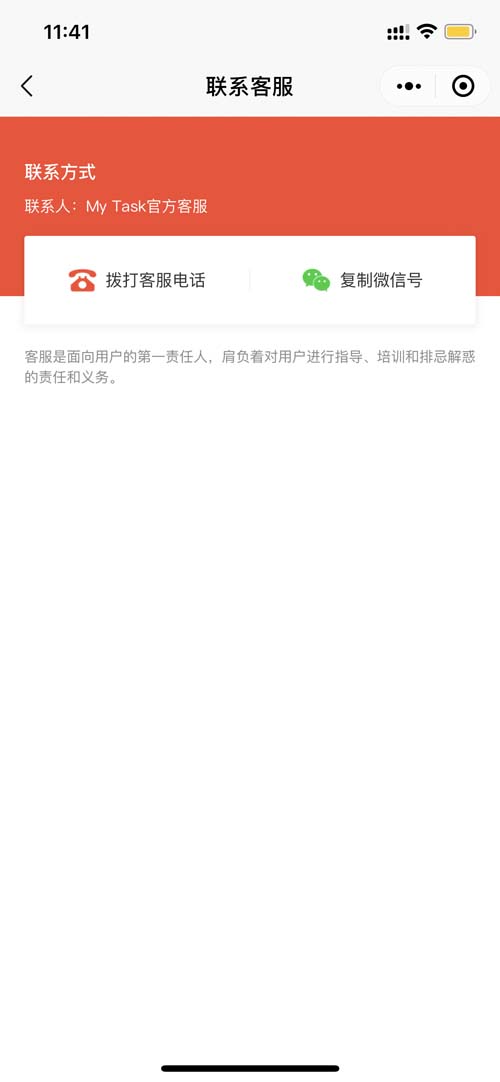 11:41
联系客服
联系方式
联系人：My Task官方客服
拨打客服电话
复制微信号
客服是面向用户的第一责任人，肩负着对用户进行指导、培训和排忌解惑
的责任和义务。